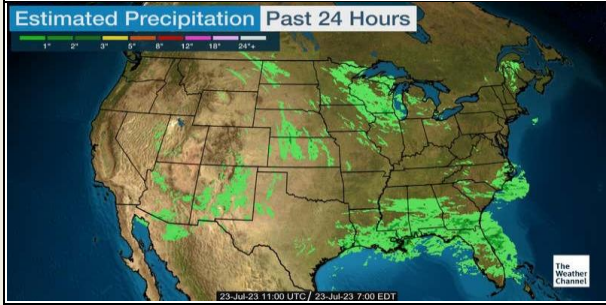 Estimated Precipitation Past 24 Hours
1" 2" 3" 5" 8" 12" 18" 24"+
The
Weather
Channel
23-Jul-23 11:00 UTC / 23-Jul-23 7:00 EDT